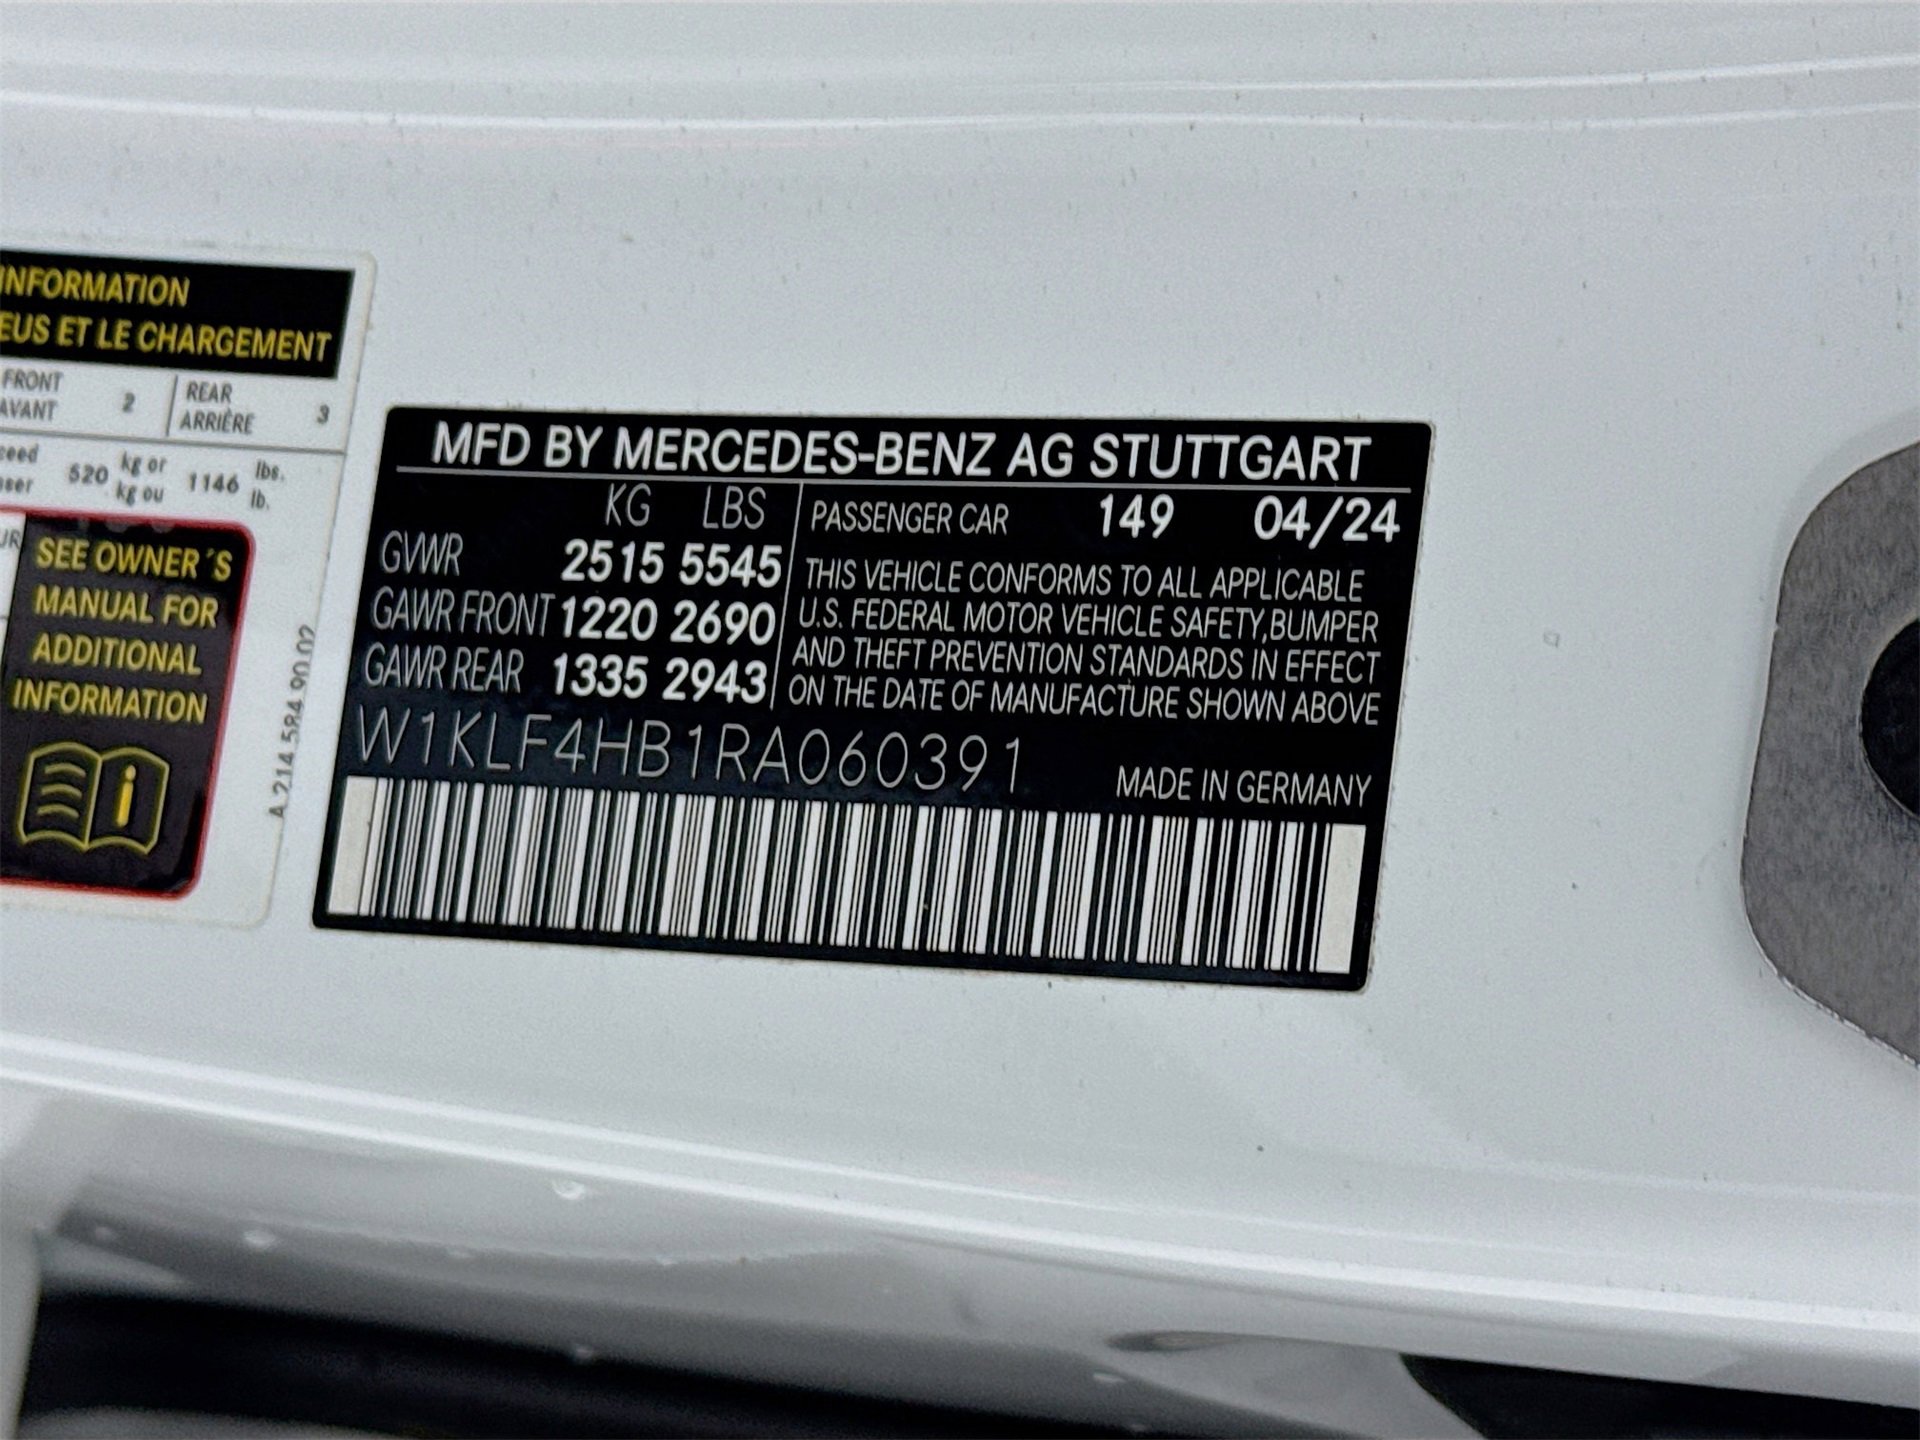 INFORMATION
EUS ET LE CHARGEMENT
FRONT
AVANT 2
REAR
ARRIÈRE 3
520 kg or
kg ou 1146 lbs.
lb.
SEE OWNER´S
MANUAL FOR
ADDITIONAL
INFORMATION
i
A 214 584 90 02
MFD BY MERCEDES-BENZ AG STUTTGART
KG LBS
GVWR 2515 5545
GAWR FRONT 1220 2690
GAWR REAR 1335 2943
PASSENGER CAR 149 04/24
THIS VEHICLE CONFORMS TO ALL APPLICABLE
U.S. FEDERAL MOTOR VEHICLE SAFETY,BUMPER
AND THEFT PREVENTION STANDARDS IN EFFECT
ON THE DATE OF MANUFACTURE SHOWN ABOVE
W1KLF4HB1RA060391
MADE IN GERMANY